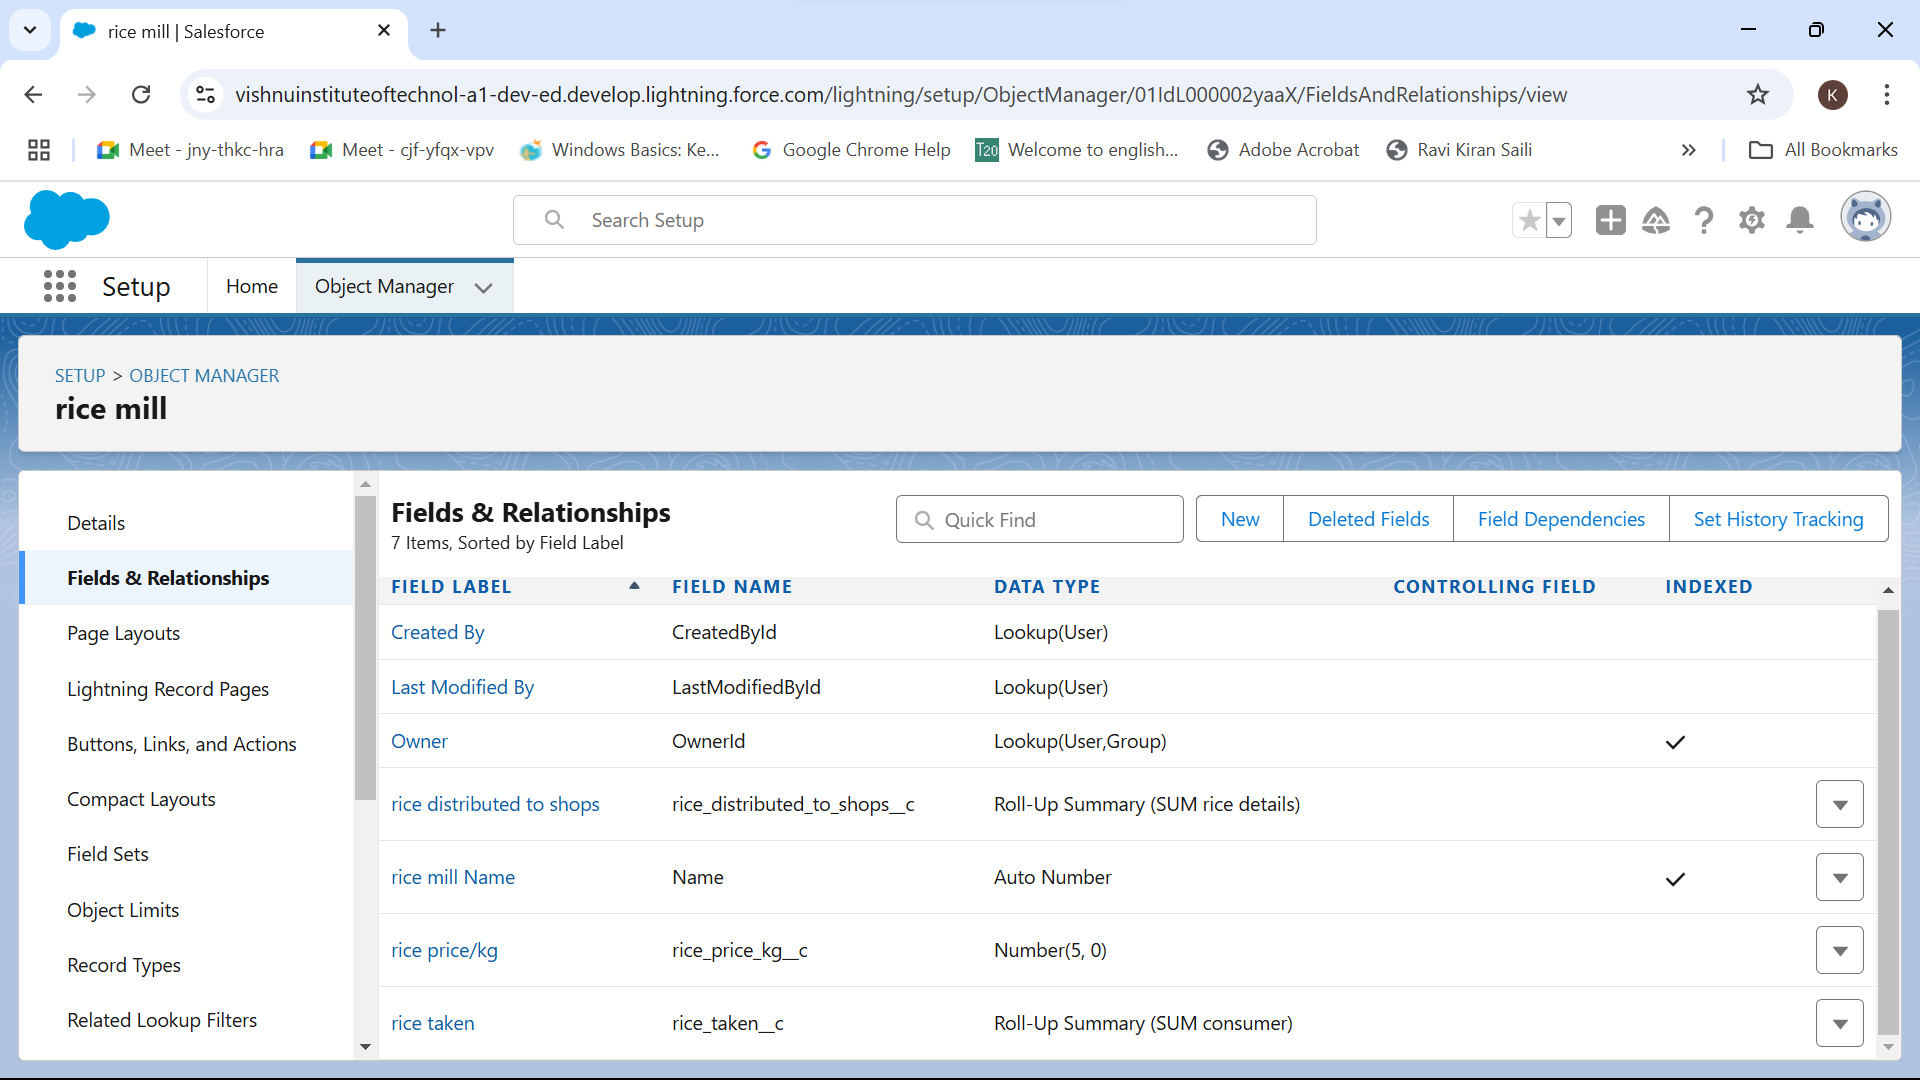 rice mill | Salesforce
vishnuinstituteoftechnol-a1-dev-ed.develop.lightning.force.com/lightning/setup/ObjectManager/01IdL000002yaaX/FieldsAndRelationships/view
K
Meet - jny-thkc-hra
Meet - cjf-yfqx-vpv
Windows Basics: Ke...
Google Chrome Help
T20 Welcome to english...
Adobe Acrobat
Ravi Kiran Saili
All Bookmarks
Search Setup
Setup
Home
Object Manager
SETUP > OBJECT MANAGER
rice mill
Details
Fields & Relationships
Page Layouts
Lightning Record Pages
Buttons, Links, and Actions
Compact Layouts
Field Sets
Object Limits
Record Types
Related Lookup Filters
Fields & Relationships
7 Items, Sorted by Field Label
Quick Find
New
Deleted Fields
Field Dependencies
Set History Tracking
FIELD LABEL FIELD NAME DATA TYPE CONTROLLING FIELD INDEXED
Created By CreatedById Lookup(User)
Last Modified By LastModifiedById Lookup(User)
Owner OwnerId Lookup(User,Group)
rice distributed to shops rice_distributed_to_shops__c Roll-Up Summary (SUM rice details)
rice mill Name Name Auto Number
rice price/kg rice_price_kg__c Number(5, 0)
rice taken rice_taken__c Roll-Up Summary (SUM consumer)